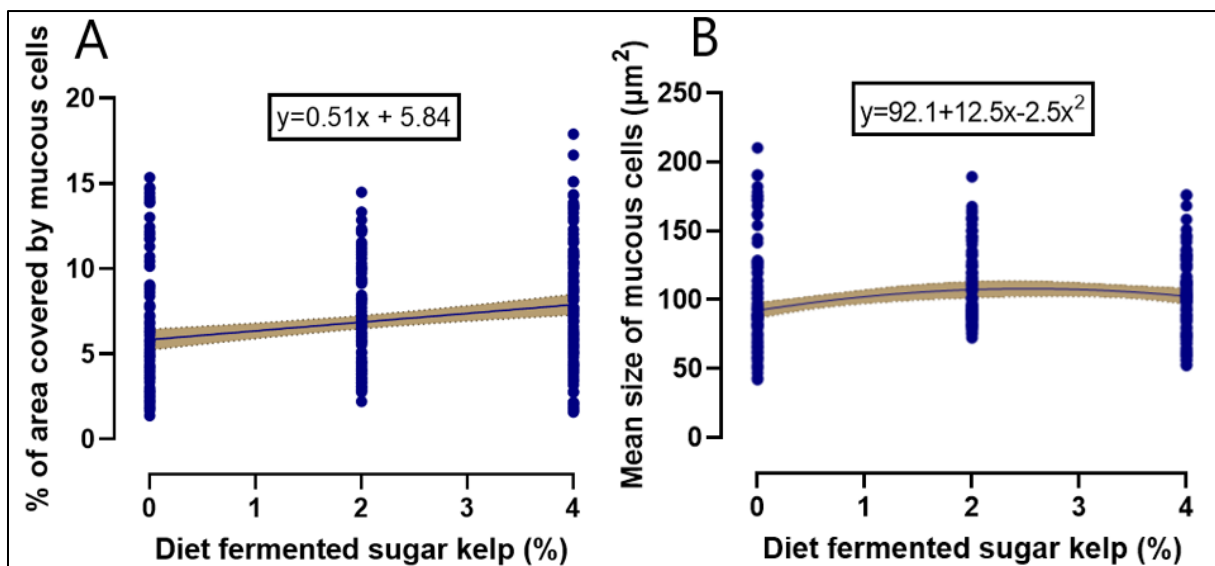 A
% of area covered by mucous cells
20
15
10
5
0
y=0.51x + 5.84
0 1 2 3 4
Diet fermented sugar kelp (%)
B
Mean size of mucous cells (µm²)
250
200
150
100
50
0
y=92.1+12.5x-2.5x²
0 1 2 3 4
Diet fermented sugar kelp (%)